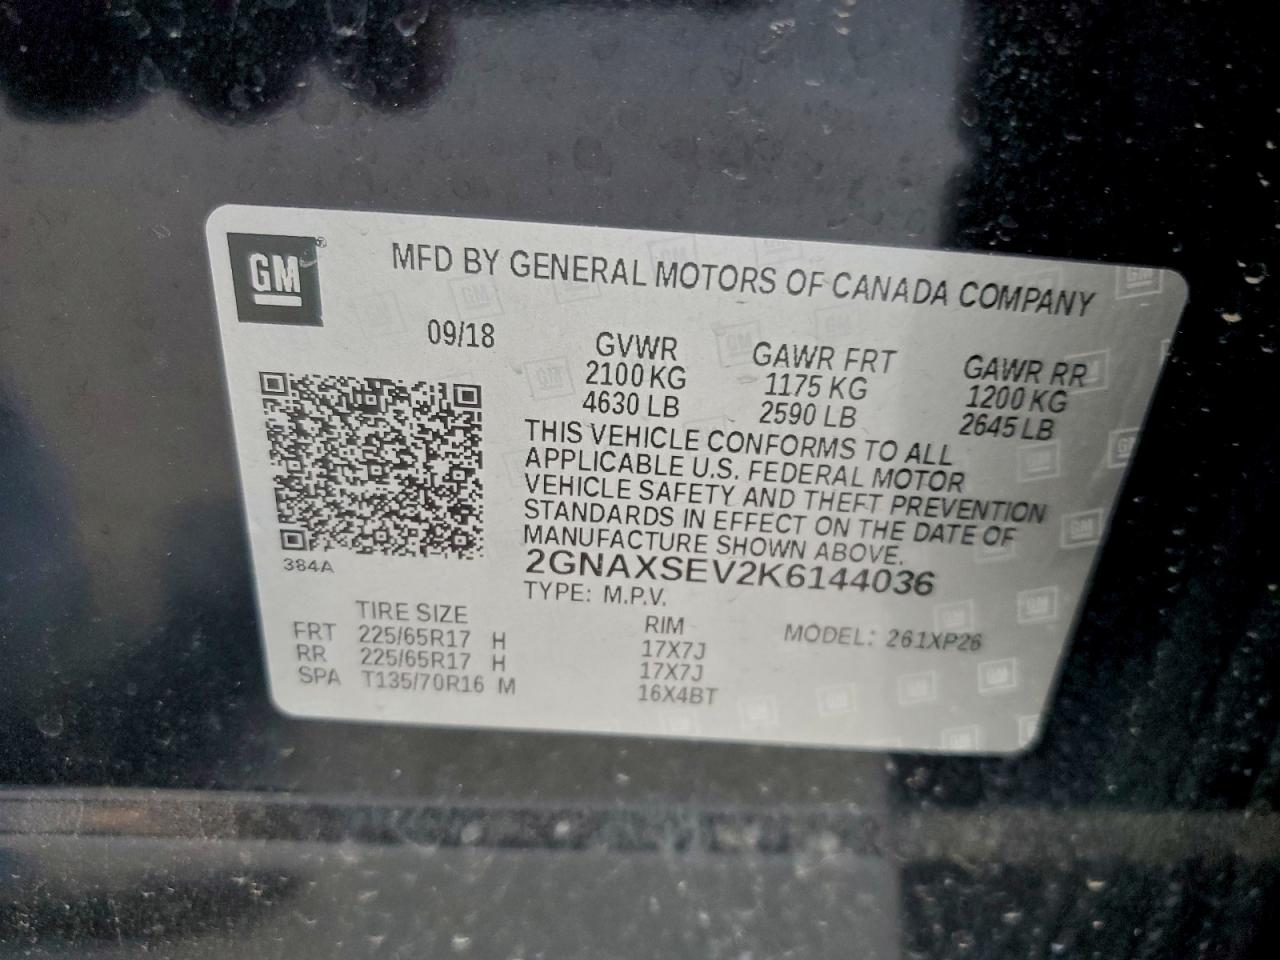 GM
MFD BY GENERAL MOTORS OF CANADA COMPANY
09/18
GVWR GAWR FRT GAWR RR
2100 KG 1175 KG 1200 KG
4630 LB 2590 LB 2645 LB
THIS VEHICLE CONFORMS TO ALL
APPLICABLE U.S. FEDERAL MOTOR
VEHICLE SAFETY AND THEFT PREVENTION
STANDARDS IN EFFECT ON THE DATE OF
MANUFACTURE SHOWN ABOVE.
2GNAXSEV2K6144036
384A
TYPE: M.P.V.
TIRE SIZE RIM MODEL: 261XP26
FRT 225/65R17 H 17X7J
RR 225/65R17 H 17X7J
SPA T135/70R16 M 16X4BT